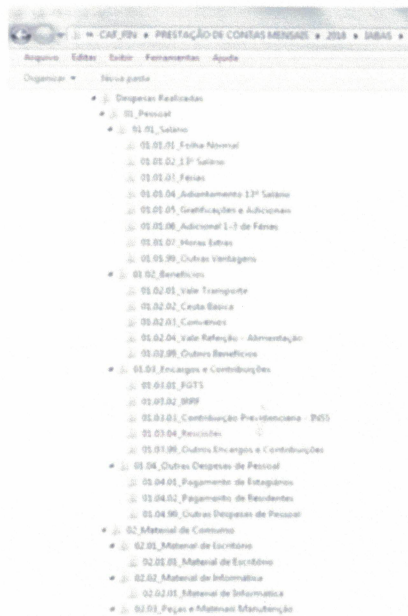 CAF_FIN ▸ PRESTAÇÃO DE CONTAS MENSAIS ▸ 2018 ▸ IABAS ▸
Arquivo Editar Exibir Ferramentas Ajuda
Organizar Nova pasta
Despesas Realizadas
01_Pessoal
01.01_Salário
01.01.01_Folha Normal
01.01.02_13º Salário
01.01.03_Férias
01.01.04_Adiantamento 13º Salário
01.01.05_Gratificações e Adicionais
01.01.06_Adicional 1-3 de Férias
01.01.07_Horas Extras
01.01.99_Outras Vantagens
01.02_Benefícios
01.02.01_Vale Transporte
01.02.02_Cesta Básica
01.02.03_Convênios
01.02.04_Vale Refeição - Alimentação
01.02.99_Outros Benefícios
01.03_Encargos e Contribuições
01.03.01_FGTS
01.03.02_IRRF
01.03.03_Contribuição Previdenciária - INSS
01.03.04_Rescisões
01.03.99_Outros Encargos e Contribuições
01.04_Outras Despesas de Pessoal
01.04.01_Pagamento de Estagiários
01.04.02_Pagamento de Residentes
01.04.99_Outras Despesas de Pessoal
02_Material de Consumo
02.01_Material de Escritório
02.01.01_Material de Escritório
02.02_Material de Informática
02.02.01_Material de Informática
02.03_Peças e Materiais Manutenção